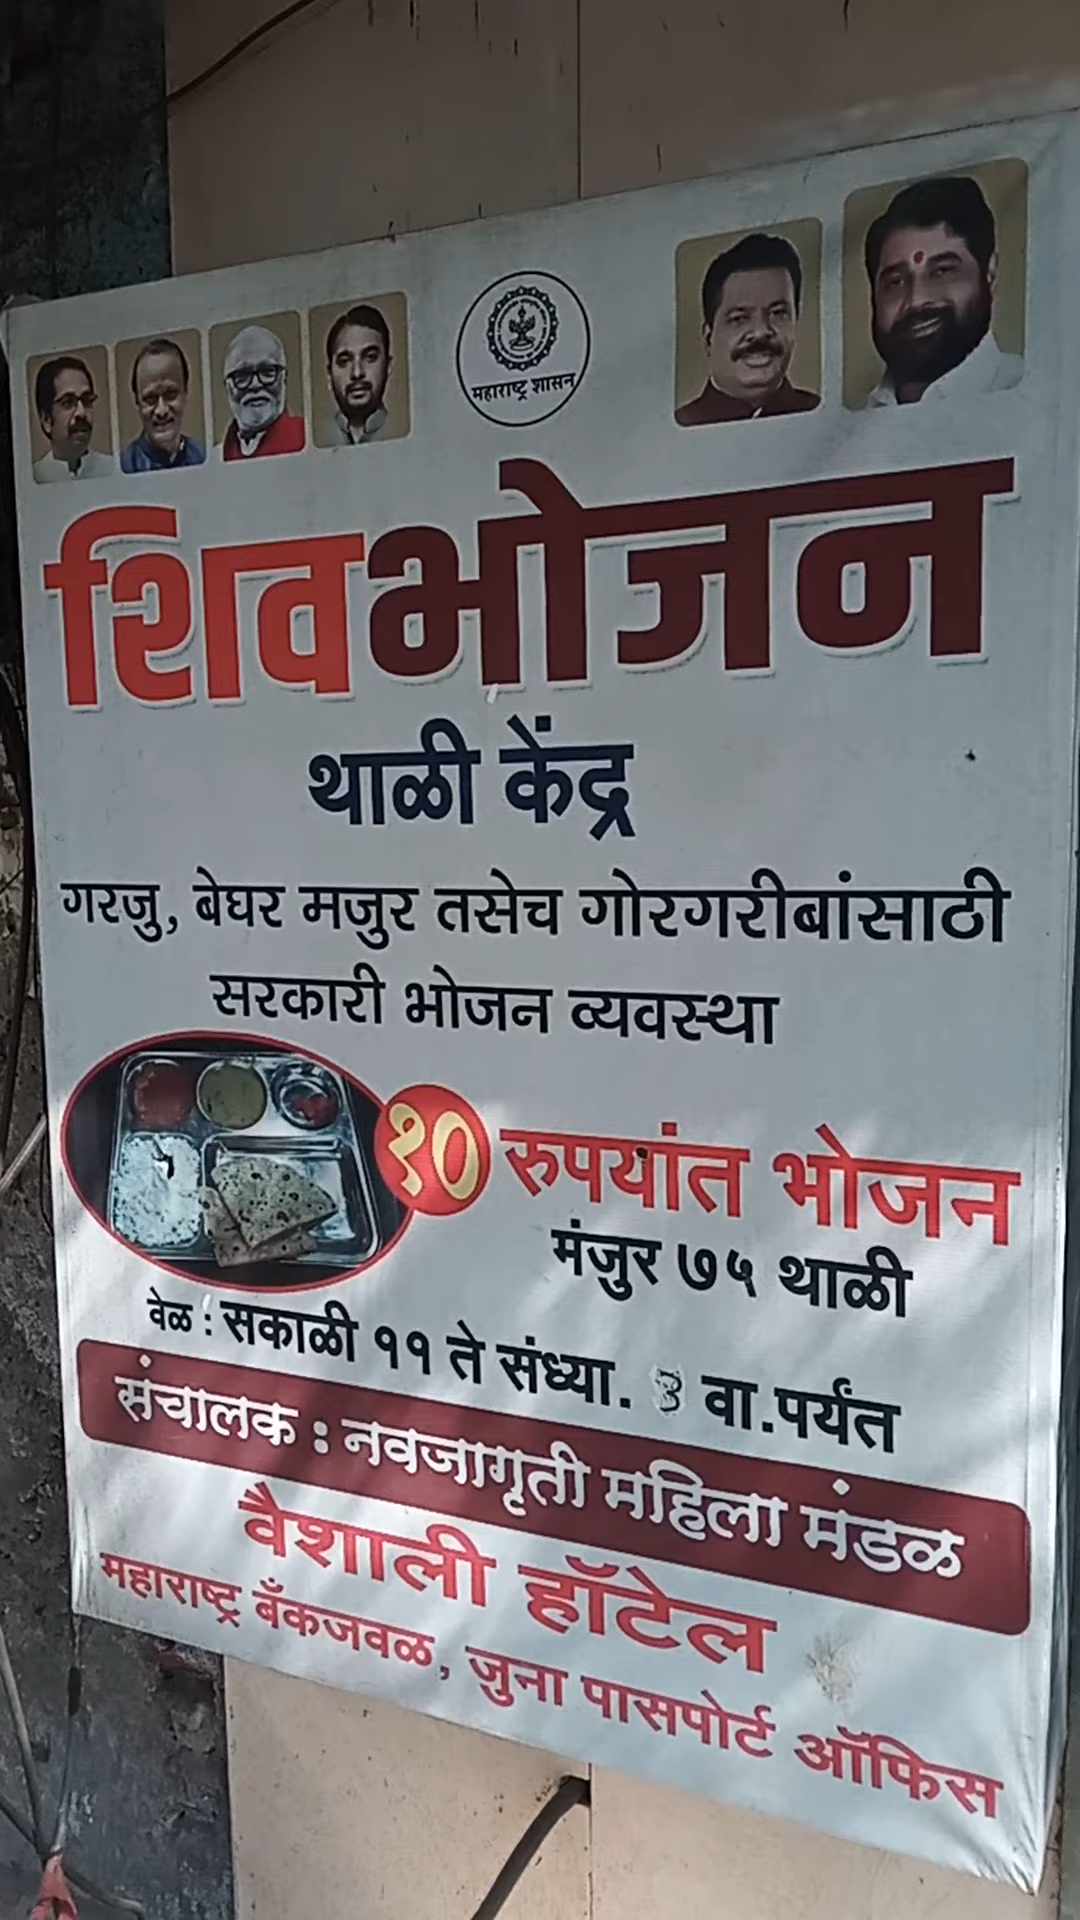 महाराष्ट्र शासन
शिवभोजन
थाळी केंद्र
गरजु, बेघर मजुर तसेच गोरगरीबांसाठी
सरकारी भोजन व्यवस्था
१० रुपयांत भोजन
मंजुर ७५ थाळी
वेळ : सकाळी ११ ते संध्या. ३ वा.पर्यंत
संचालक : नवजागृती महिला मंडळ
वैशाली हॉटेल
महाराष्ट्र बँकजवळ, जुना पासपोर्ट ऑफिस